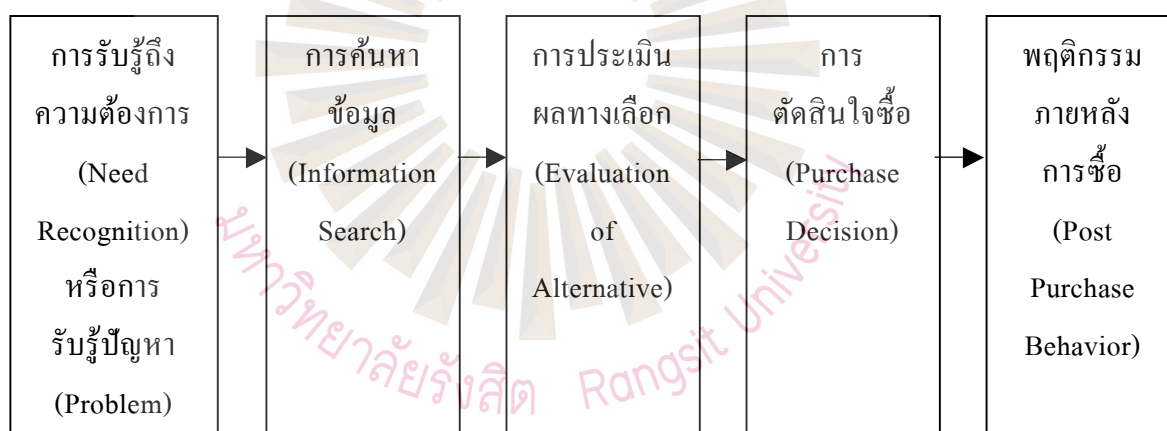 การรับรู้ถึง
ความต้องการ
(Need
Recognition)
หรือการ
รับรู้ปัญหา
(Problem)
การค้นหา
ข้อมูล
(Information
Search)
การประเมิน
ผลทางเลือก
(Evaluation
of
Alternative)
การ
ตัดสินใจซื้อ
(Purchase
Decision)
พฤติกรรม
ภายหลัง
การซื้อ
(Post
Purchase
Behavior)
มหาวิทยาลัยรังสิต Rangsit University